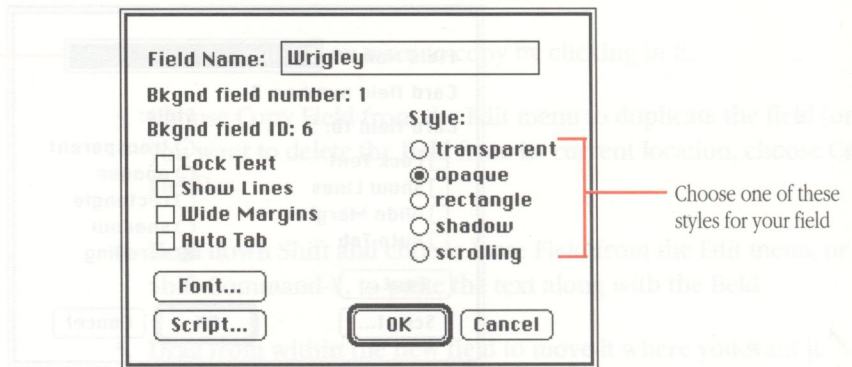 Field Name: Wrigley
Bkgnd field number: 1
Bkgnd field ID: 6
Lock Text
Show Lines
Wide Margins
Auto Tab
Style:
transparent
opaque
rectangle
shadow
scrolling
Font...
Script...
OK
Cancel
Choose one of these
styles for your field